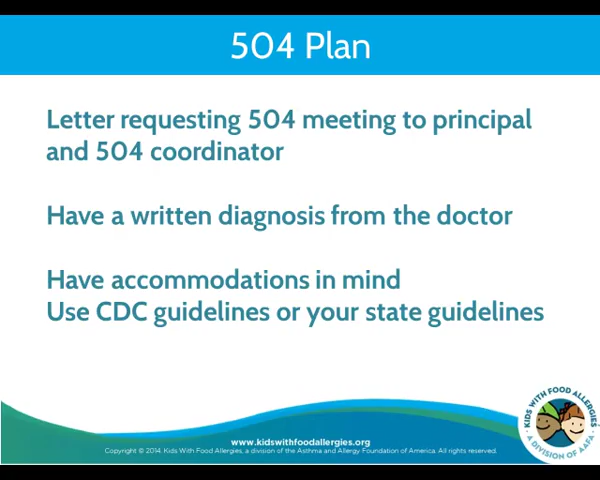 504 Plan
Letter requesting 504 meeting to principal
and 504 coordinator
Have a written diagnosis from the doctor
Have accommodations in mind
Use CDC guidelines or your state guidelines
www.kidswithfoodallergies.org
Copyright © 2014, Kids With Food Allergies, a division of the Asthma and Allergy Foundation of America. All rights reserved.
KIDS WITH FOOD ALLERGIES
A DIVISION OF AAFA